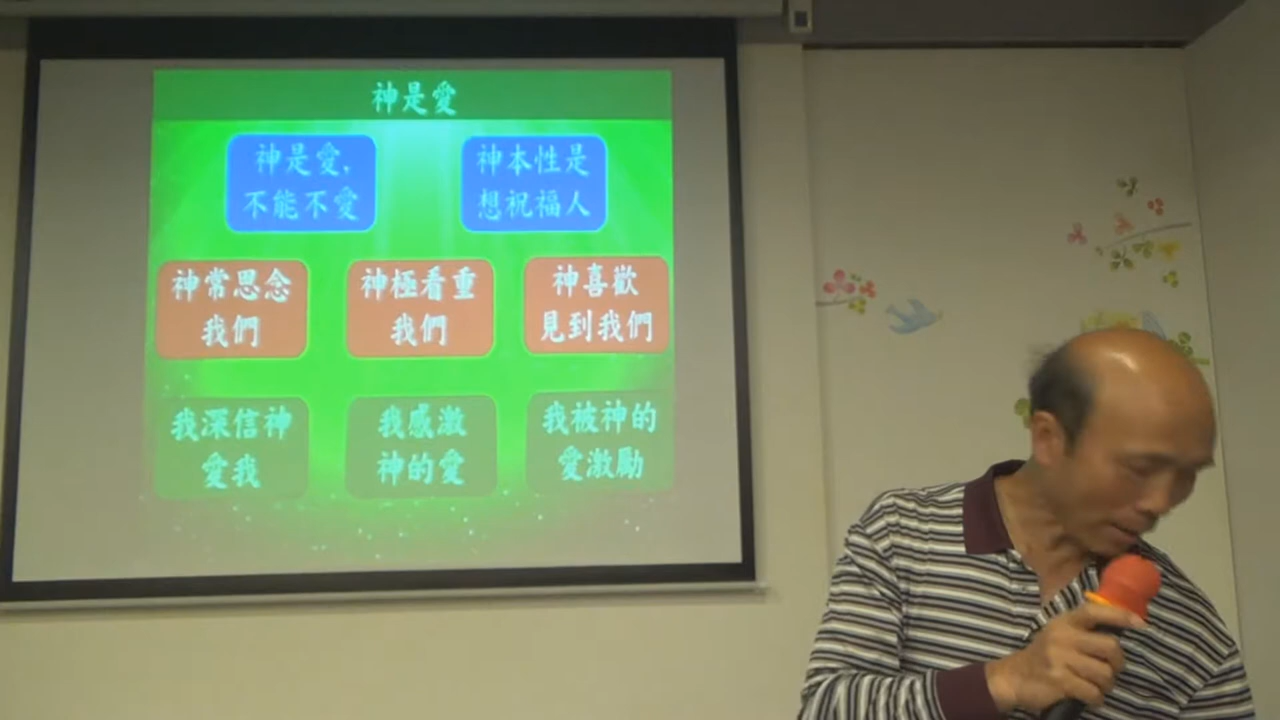 神是愛
神是愛,
不能不愛
神本性是
想祝福人
神常思念
我們
神極看重
我們
神喜歡
見到我們
我深信神
愛我
我感激
神的愛
我被神的
愛激勵